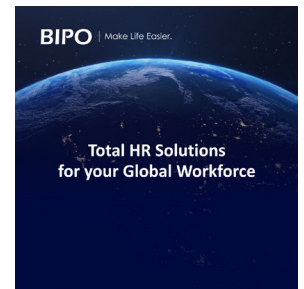 BIPO | Make Life Easier.
Total HR Solutions
for your Global Workforce